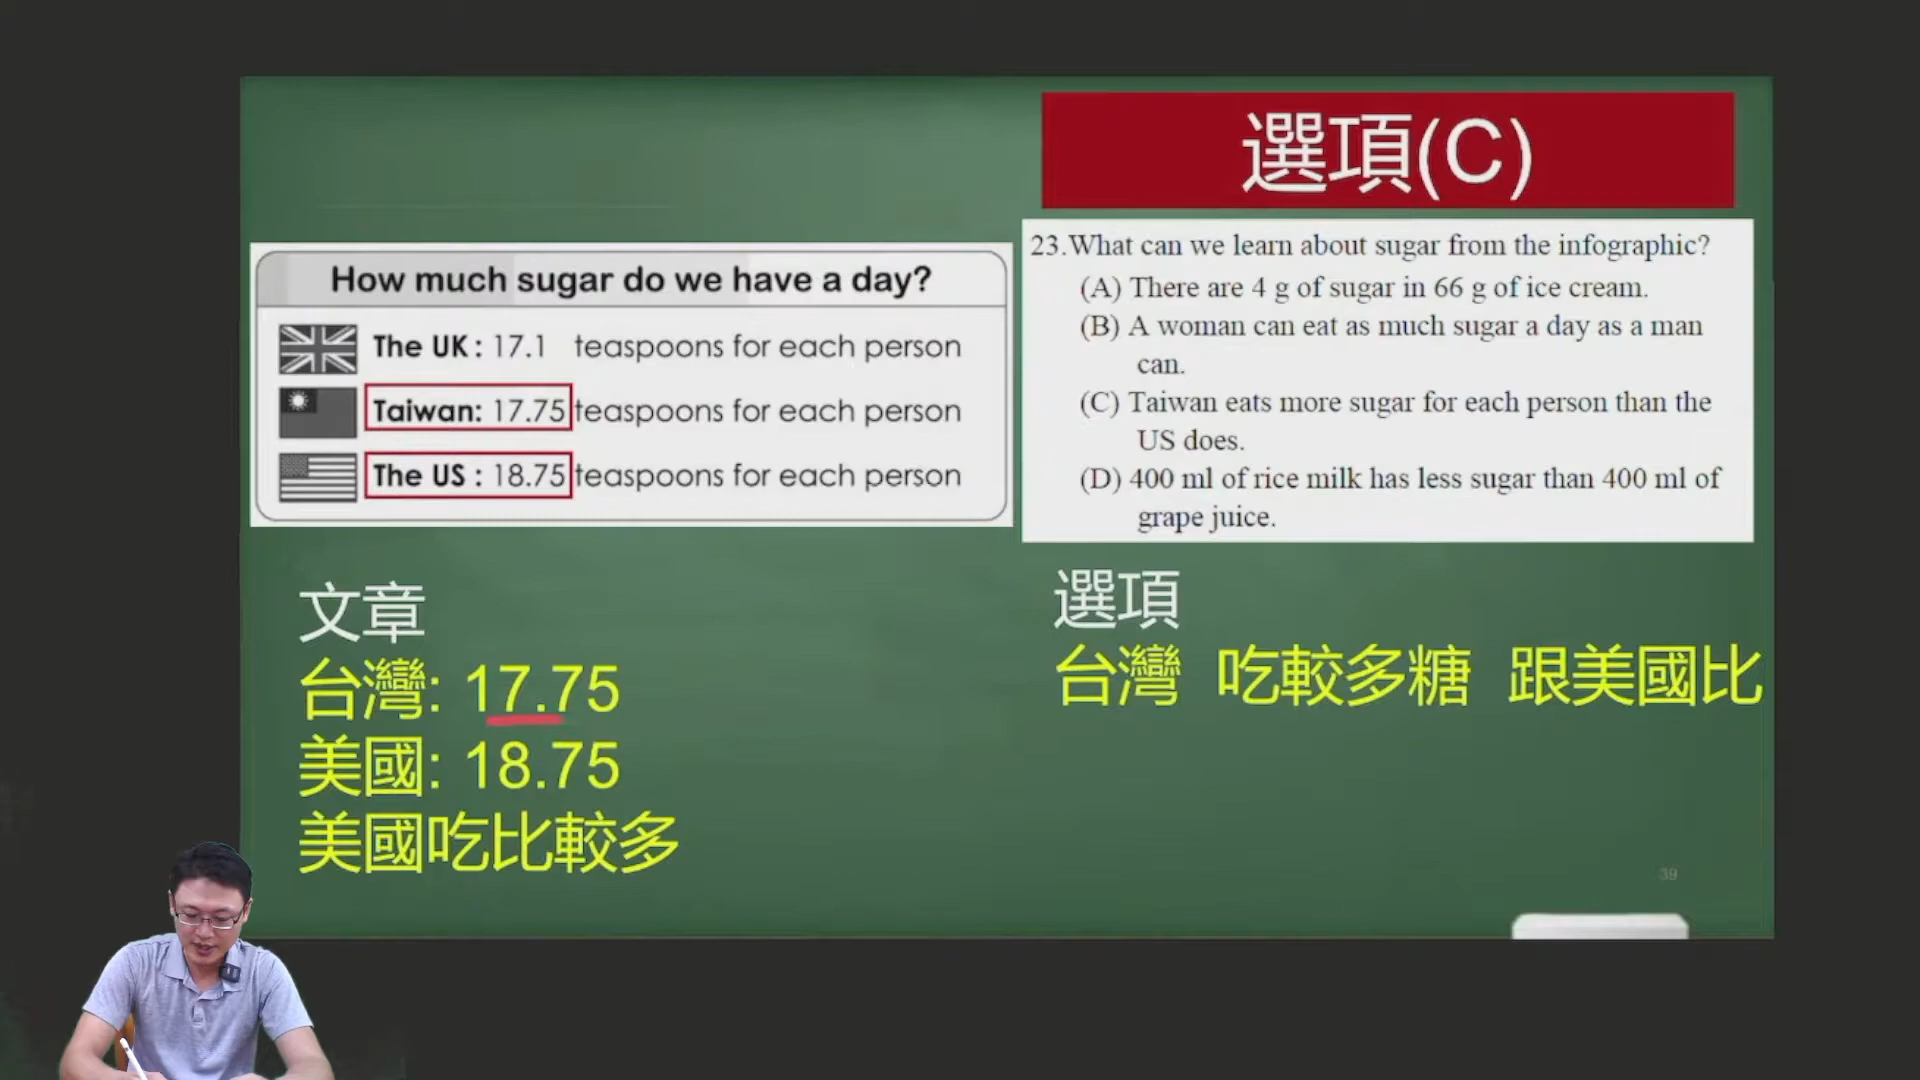 選項(C)
How much sugar do we have a day?
The UK : 17.1 teaspoons for each person
Taiwan: 17.75 teaspoons for each person
The US : 18.75 teaspoons for each person
23.What can we learn about sugar from the infographic?
(A) There are 4 g of sugar in 66 g of ice cream.
(B) A woman can eat as much sugar a day as a man
can.
(C) Taiwan eats more sugar for each person than the
US does.
(D) 400 ml of rice milk has less sugar than 400 ml of
grape juice.
文章
台灣: 17.75
美國: 18.75
美國吃比較多
選項
台灣 吃較多糖 跟美國比
39